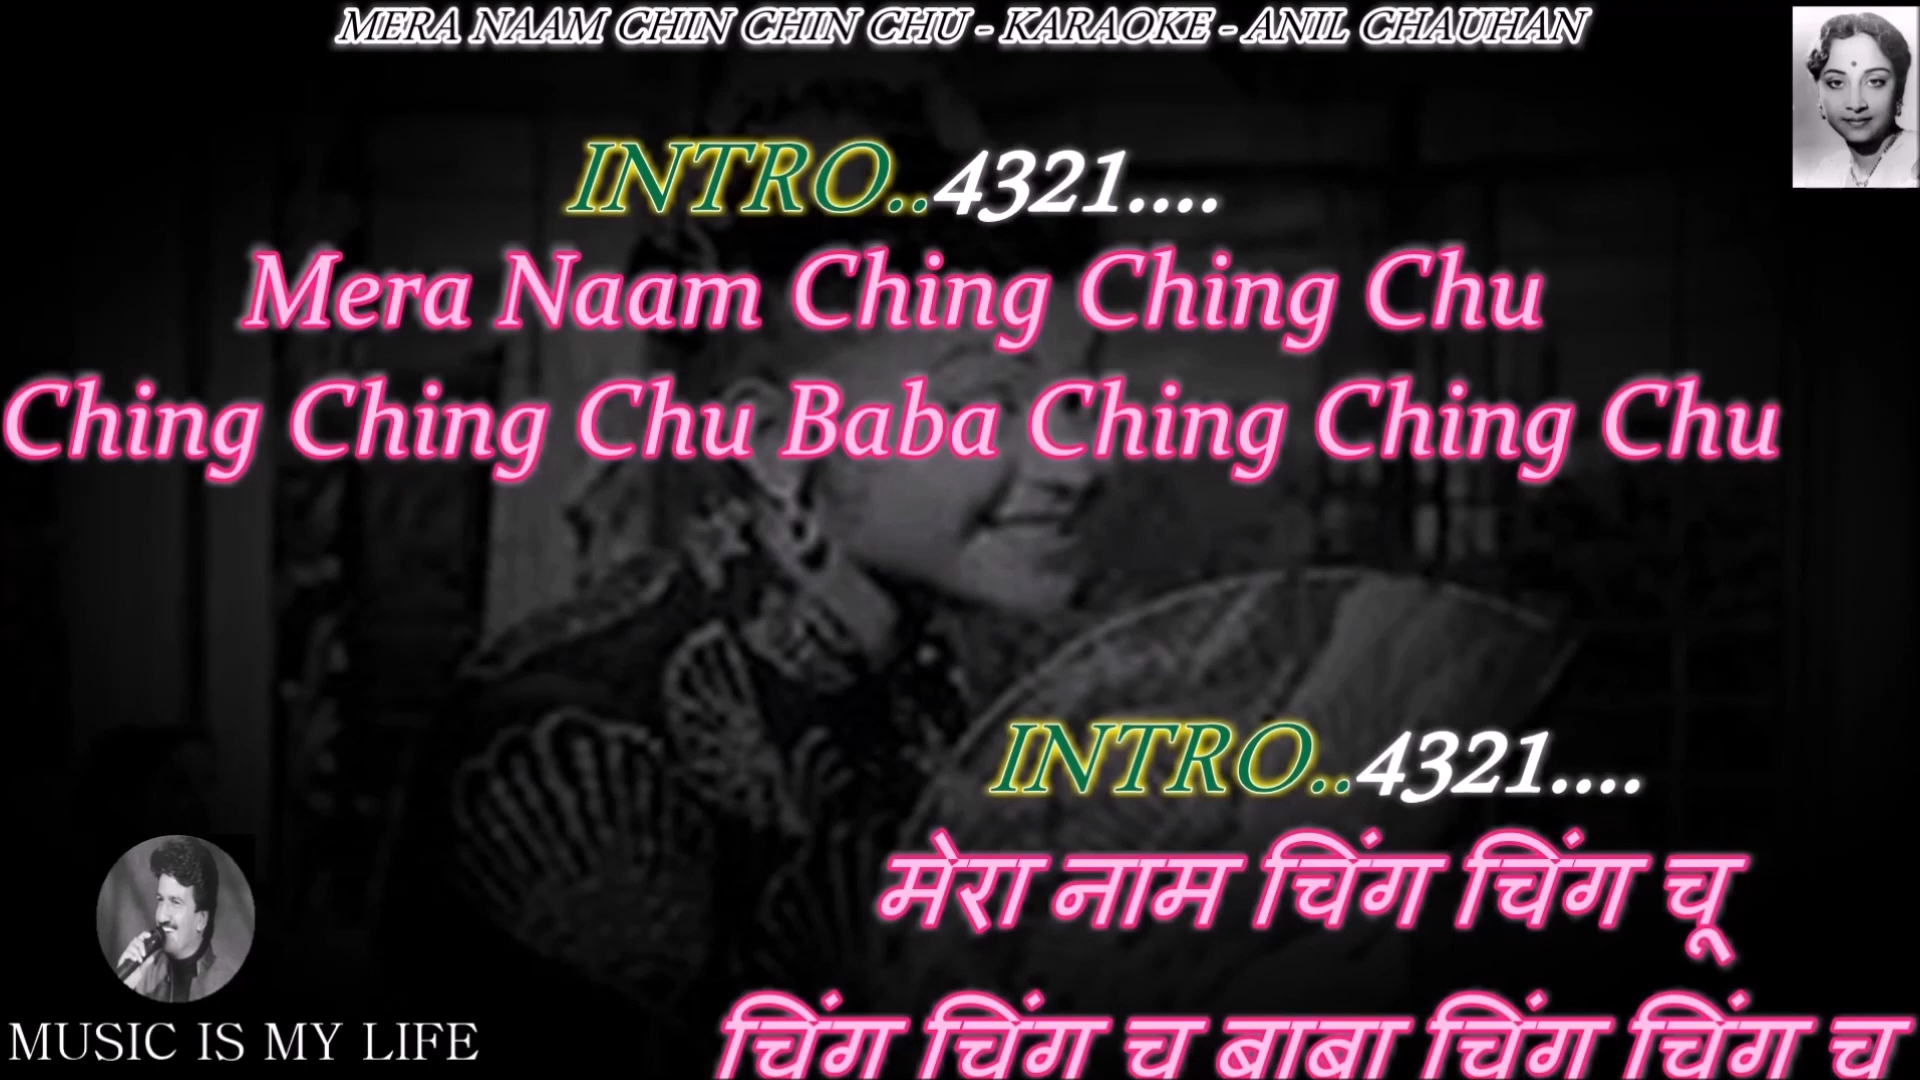 MERA NAAM CHIN CHIN CHU - KARAOKE - ANIL CHAUHAN
INTRO..4321....
Mera Naam Ching Ching Chu
Ching Ching Chu Baba Ching Ching Chu
INTRO..4321....
मेरा नाम चिंग चिंग चू
चिंग चिंग च बाबा चिंग चिंग च
MUSIC IS MY LIFE